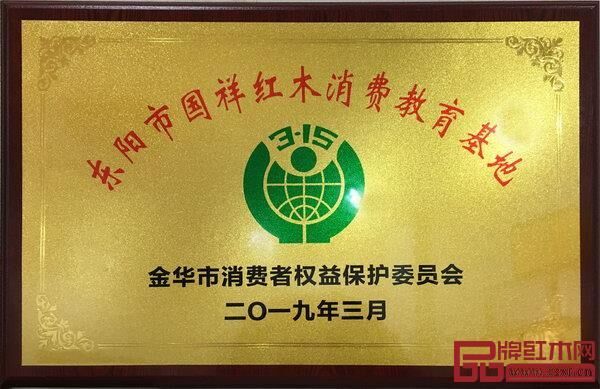 东阳市国祥红木消费教育基地
3·15
金华市消费者权益保护委员会
二〇一九年三月
品牌红木网